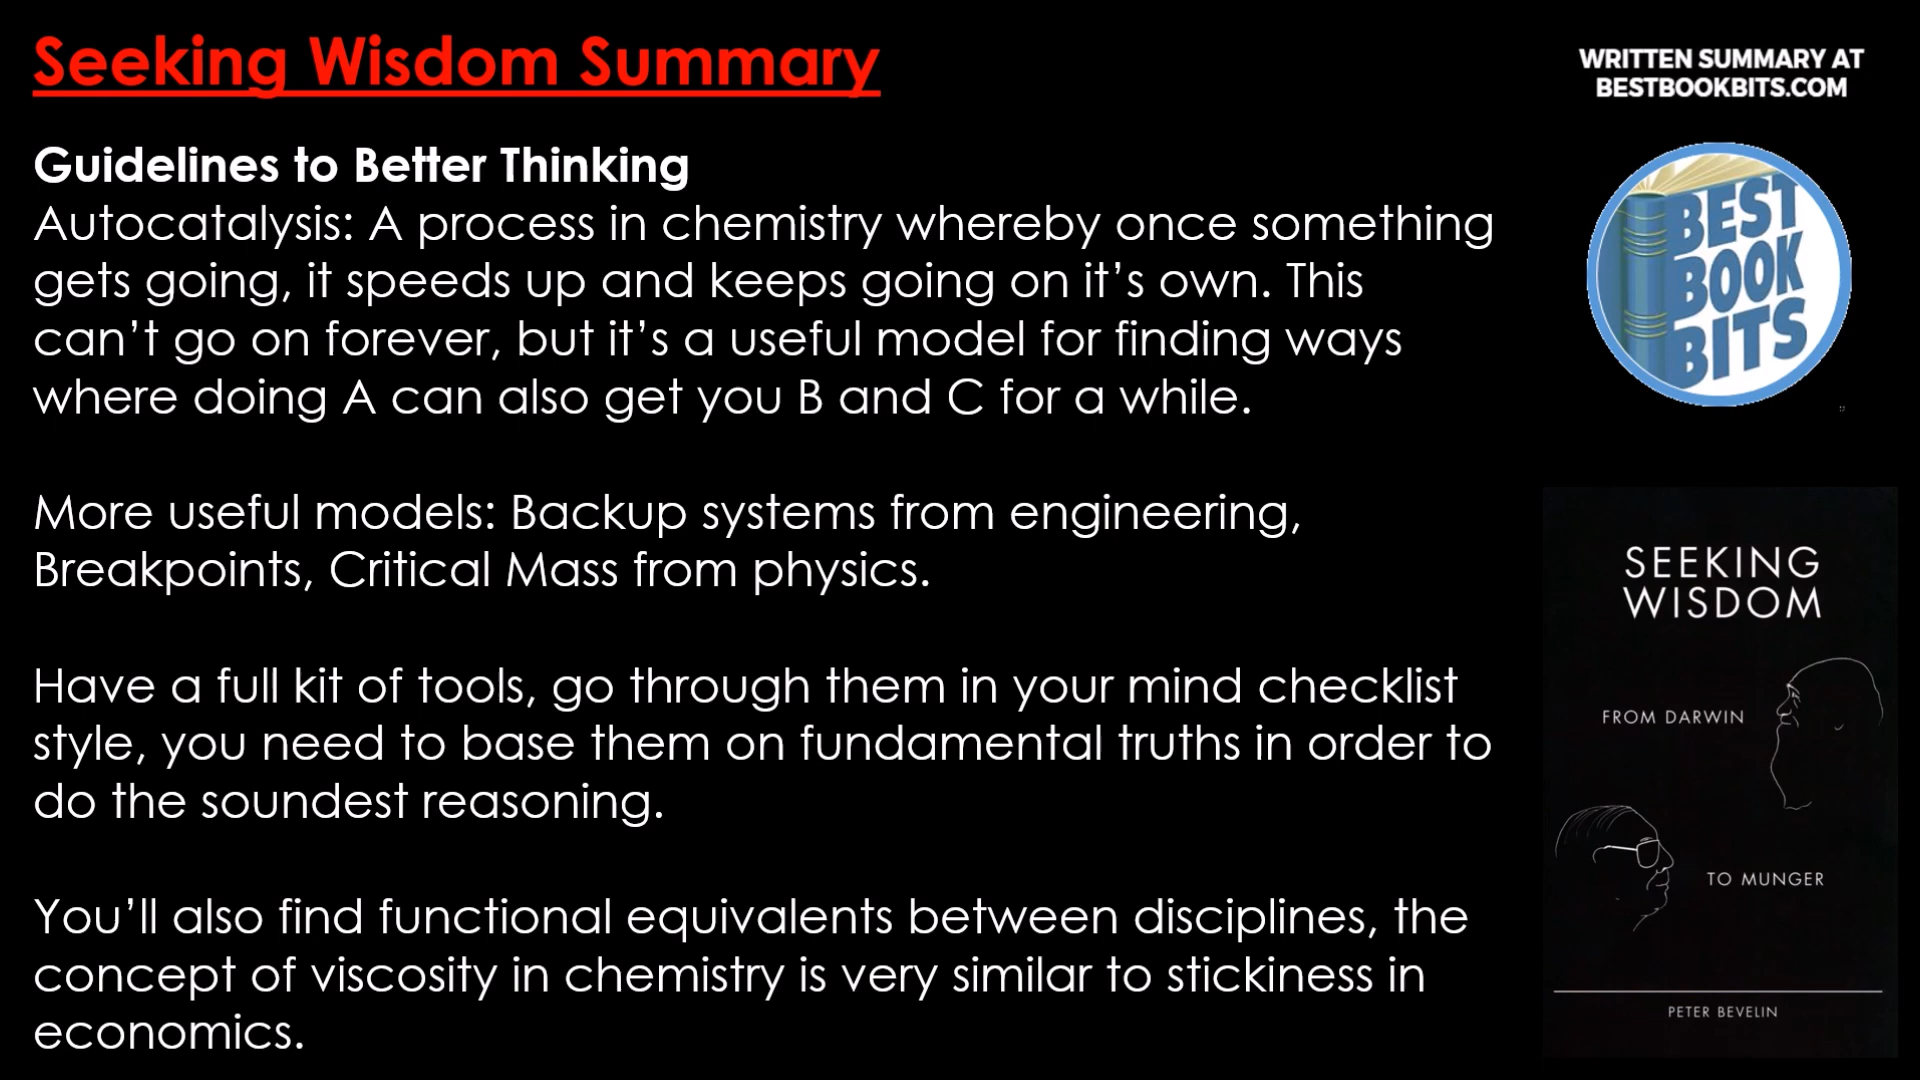 Seeking Wisdom Summary
WRITTEN SUMMARY AT
BESTBOOKBITS.COM
Guidelines to Better Thinking
Autocatalysis: A process in chemistry whereby once something
gets going, it speeds up and keeps going on it’s own. This
can’t go on forever, but it’s a useful model for finding ways
where doing A can also get you B and C for a while.
More useful models: Backup systems from engineering,
Breakpoints, Critical Mass from physics.
Have a full kit of tools, go through them in your mind checklist
style, you need to base them on fundamental truths in order to
do the soundest reasoning.
You’ll also find functional equivalents between disciplines, the
concept of viscosity in chemistry is very similar to stickiness in
economics.
BEST
BOOK
BITS
SEEKING
WISDOM
FROM DARWIN
TO MUNGER
PETER BEVELIN